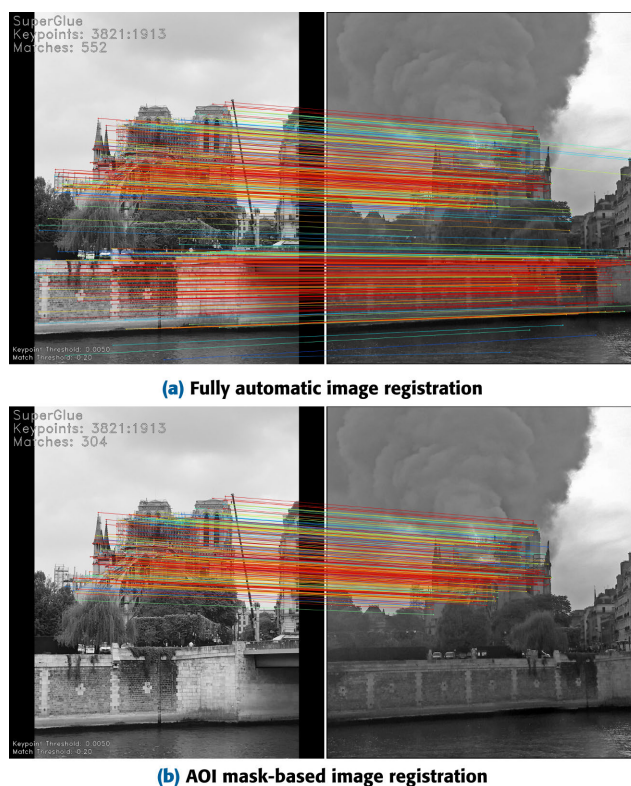 SuperGlue
Keypoints: 3821:1913
Matches: 552
Keypoint Threshold: 0.0050
Match Threshold: 0.20
(a) Fully automatic image registration
SuperGlue
Keypoints: 3821:1913
Matches: 304
Keypoint Threshold: 0.0050
Match Threshold: 0.20
(b) AOI mask-based image registration